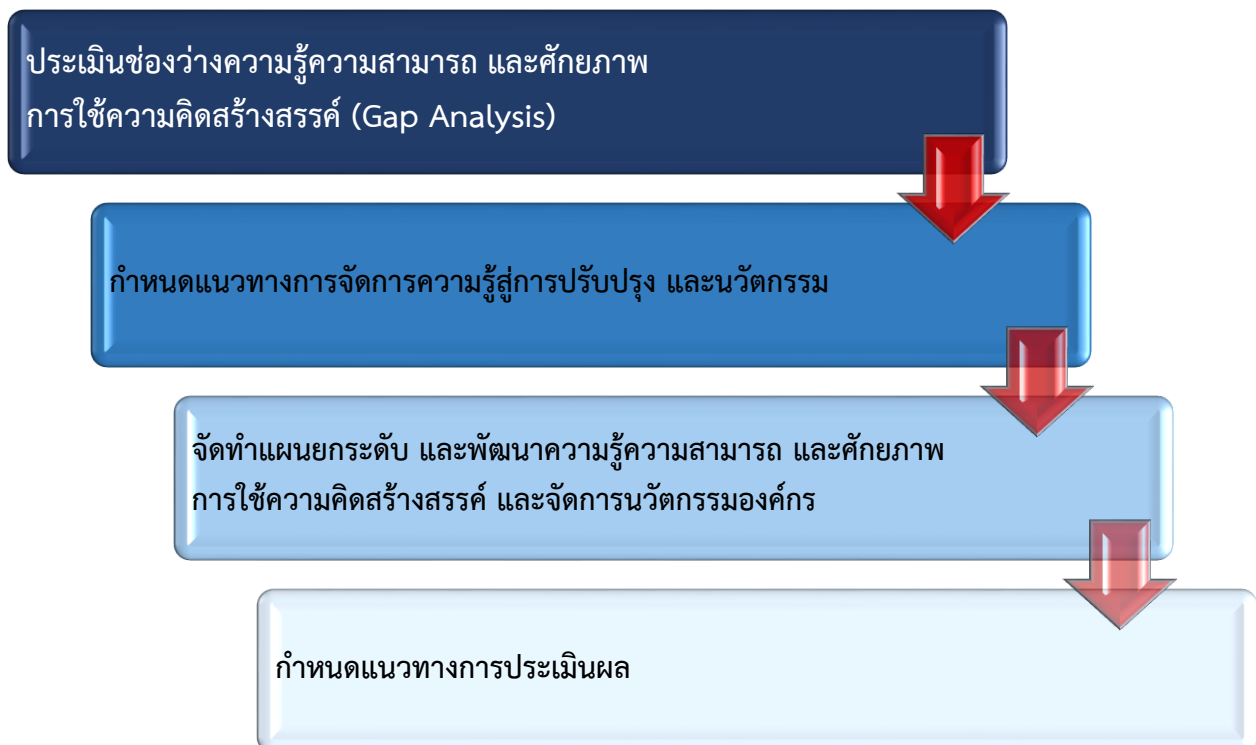 ประเมินช่องว่างความรู้ความสามารถ และศักยภาพ
การใช้ความคิดสร้างสรรค์ (Gap Analysis)
กำหนดแนวทางการจัดการความรู้สู่การปรับปรุง และนวัตกรรม
จัดทำแผนยกระดับ และพัฒนาความรู้ความสามารถ และศักยภาพ
การใช้ความคิดสร้างสรรค์ และจัดการนวัตกรรมองค์กร
กำหนดแนวทางการประเมินผล